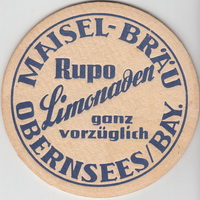 MAISEL-BRÄU
Rupo
Limonaden
ganz
vorzüglich
OBERNSEES/BAY.